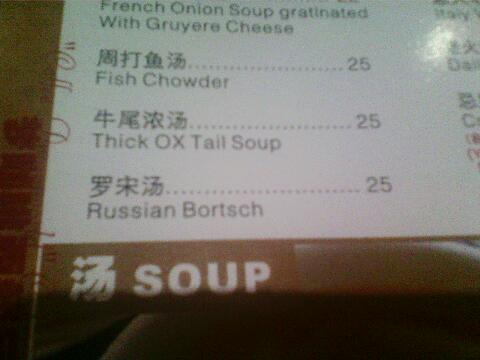 French Onion Soup gratinated
With Gruyere Cheese
周打鱼汤..............................25
Fish Chowder
牛尾浓汤..............................25
Thick OX Tail Soup
罗宋汤..................................25
Russian Bortsch
汤 SOUP